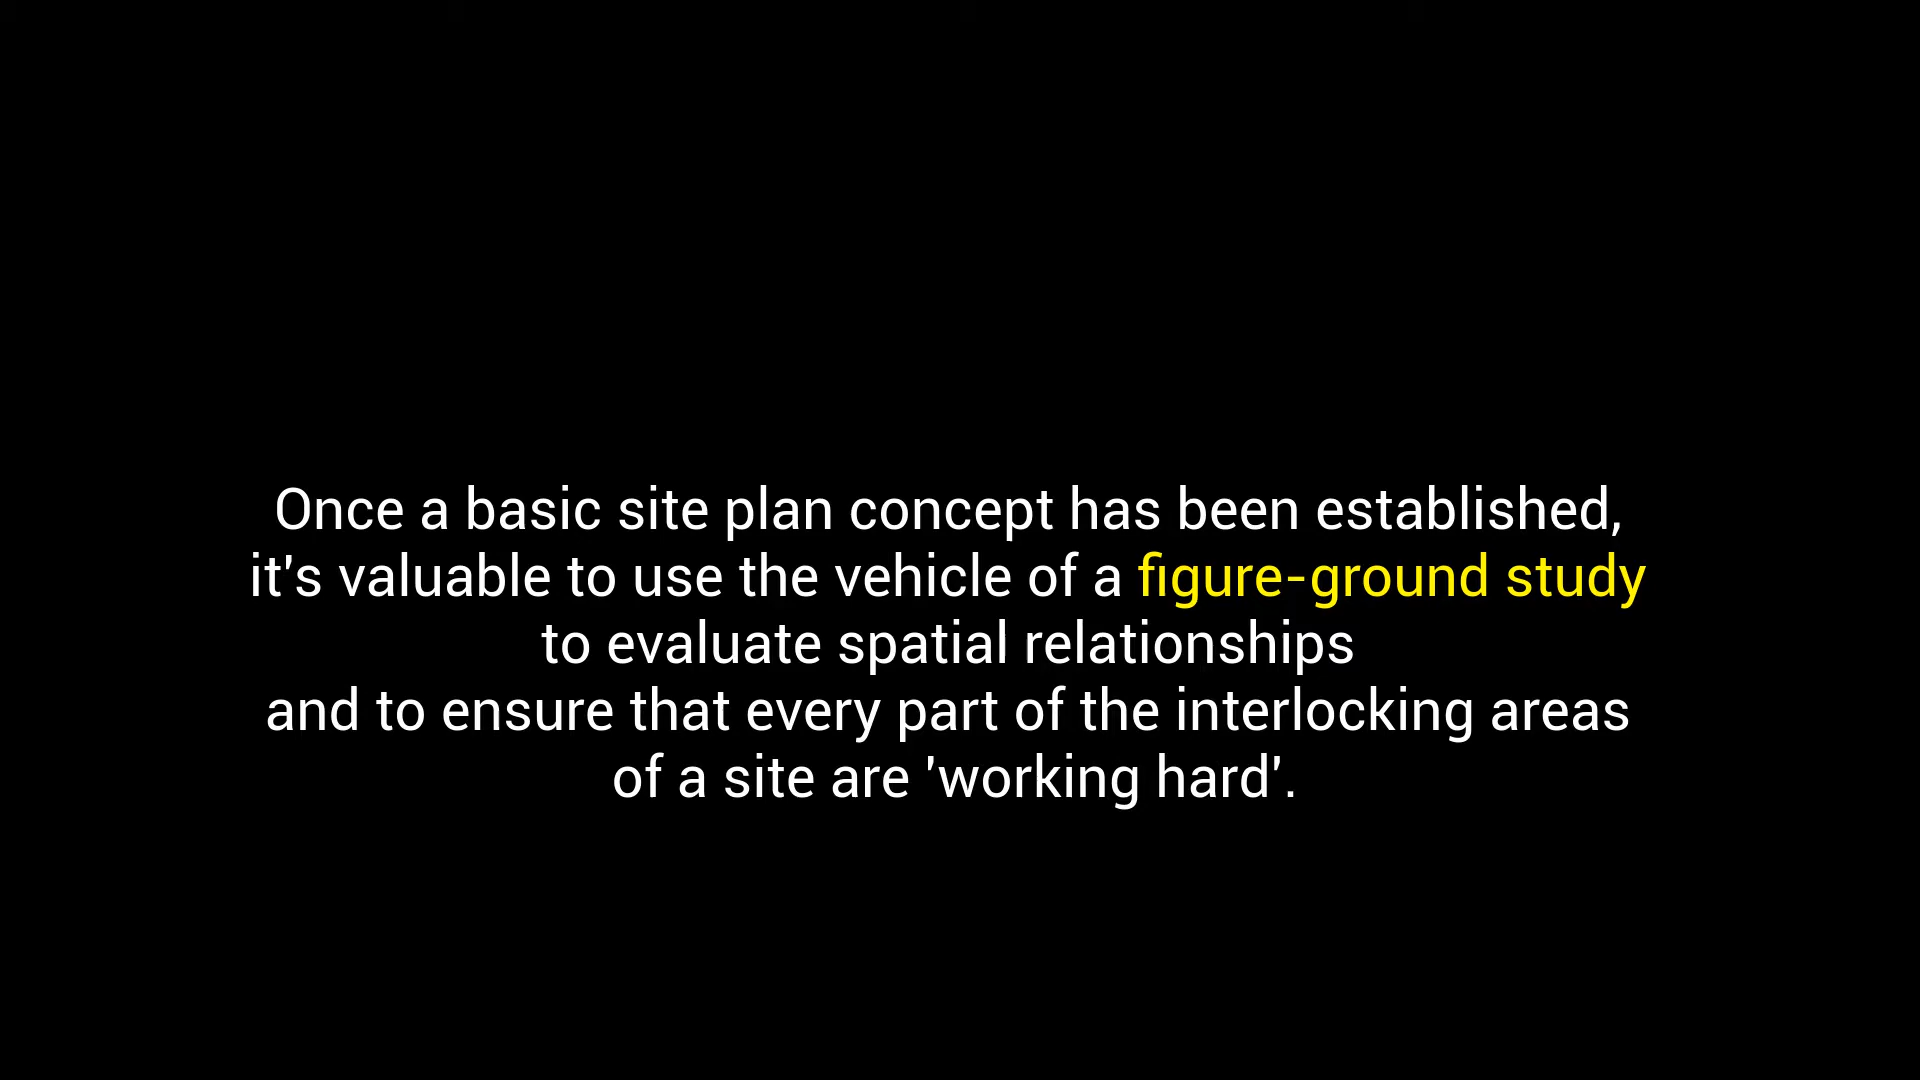 Once a basic site plan concept has been established,
it's valuable to use the vehicle of a figure-ground study
to evaluate spatial relationships
and to ensure that every part of the interlocking areas
of a site are 'working hard'.